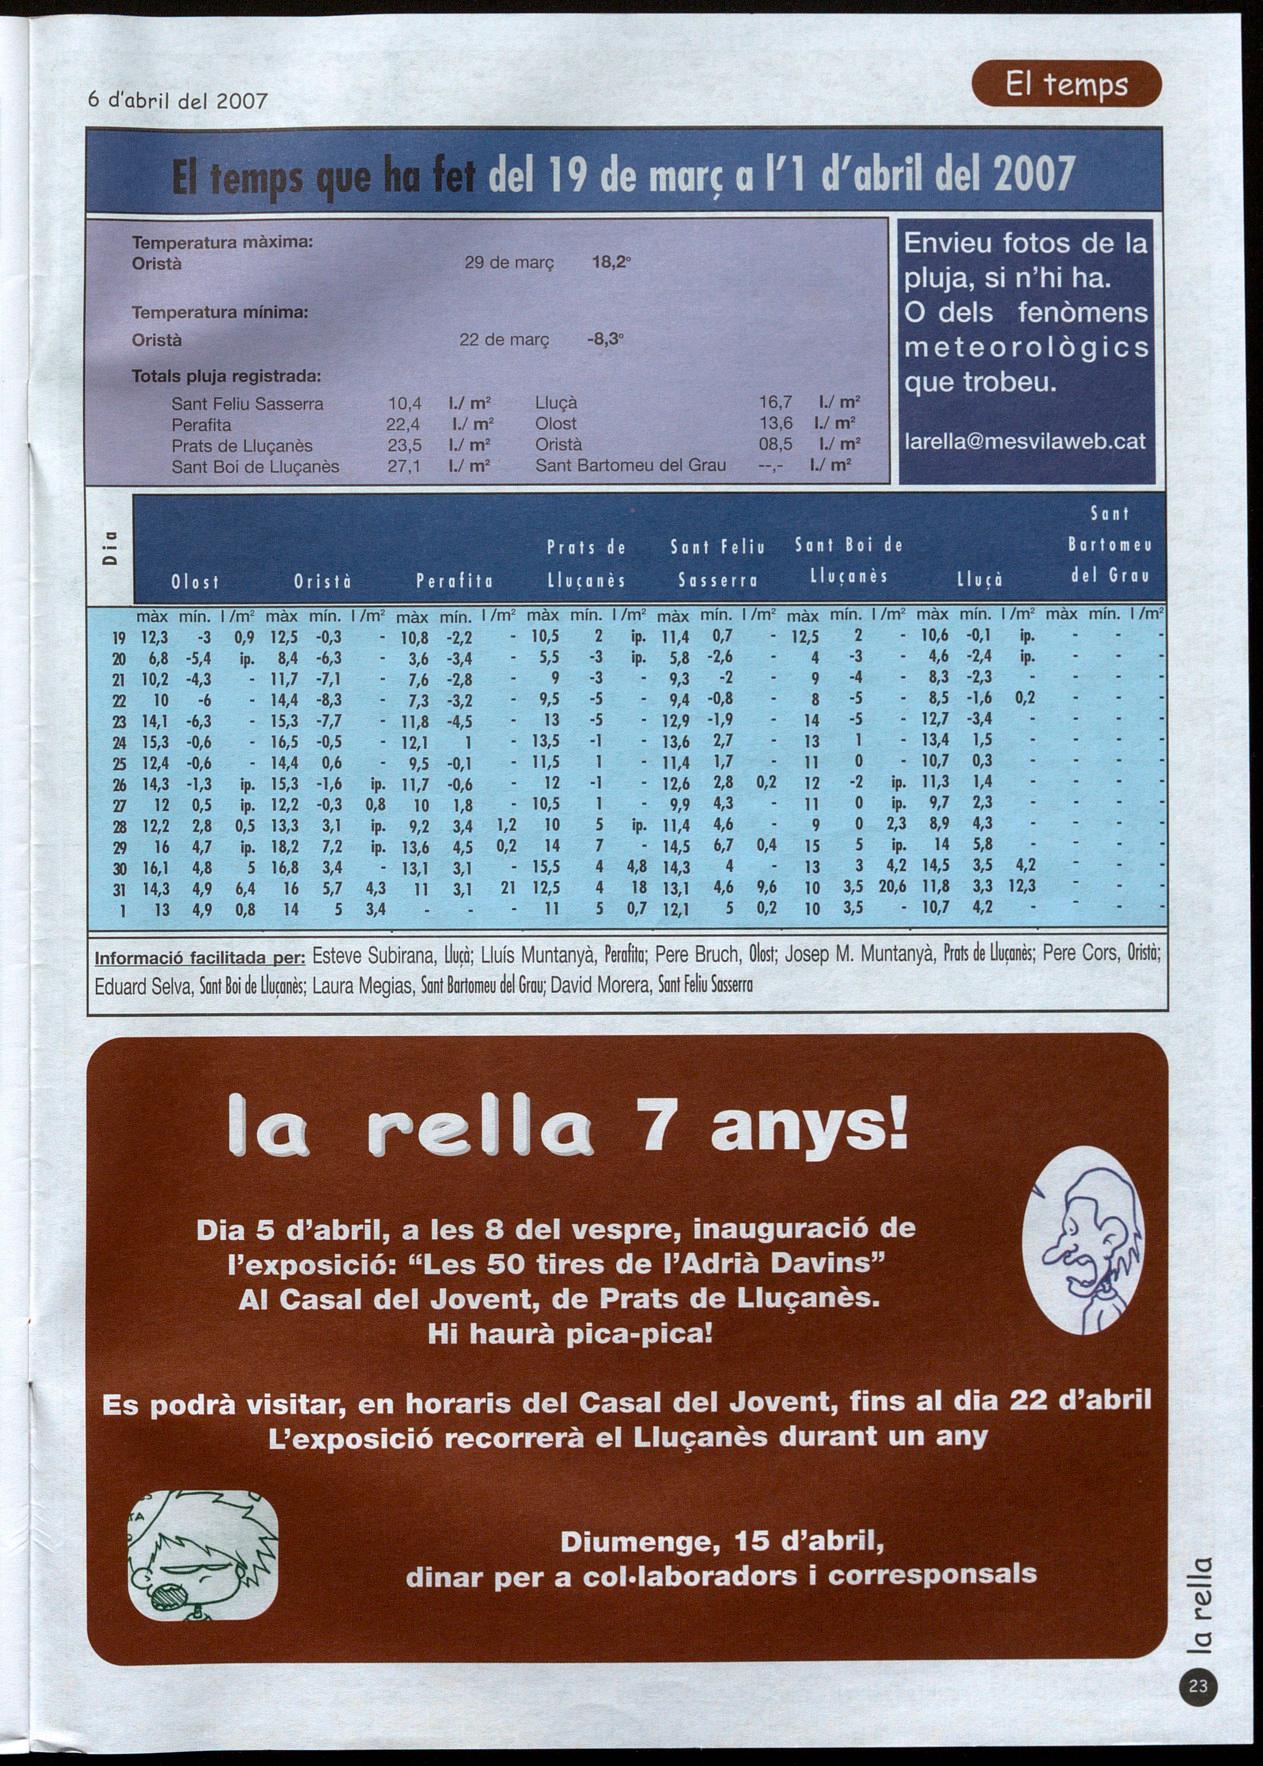 6 d'abril del 2007
El temps
El temps que ha fet del 19 de març a l'1 d'abril del 2007
Temperatura màxima:
Oristà 29 de març 18,2º
Temperatura mínima:
Oristà 22 de març -8,3º
Totals pluja registrada:
Sant Feliu Sasserra 10,4 l./ m² Lluçà 16,7 l./ m²
Perafita 22,4 l./ m² Olost 13,6 l./ m²
Prats de Lluçanès 23,5 l./ m² Oristà 08,5 l./ m²
Sant Boi de Lluçanès 27,1 l./ m² Sant Bartomeu del Grau --,- l./ m²
Envieu fotos de la
pluja, si n'hi ha.
O dels fenòmens
meteorològics
que trobeu.
larella@mesvilaweb.cat
Dia Olost Oristà Perafita Prats de Lluçanès Sant Feliu Sasserra Sant Boi de Lluçanès Lluçà Sant Bartomeu del Grau
màx mín. l /m² màx mín. l /m² màx mín. l /m² màx mín. l /m² màx mín. l /m² màx mín. l /m² màx mín. l /m² màx mín. l /m²
19 12,3 -3 0,9 12,5 -0,3 - 10,8 -2,2 - 10,5 2 ip. 11,4 0,7 - 12,5 2 - 10,6 -0,1 ip. - - -
20 6,8 -5,4 ip. 8,4 -6,3 - 3,6 -3,4 - 5,5 -3 ip. 5,8 -2,6 - 4 -3 - 4,6 -2,4 ip. - - -
21 10,2 -4,3 - 11,7 -7,1 - 7,6 -2,8 - 9 -3 - 9,3 -2 - 9 -4 - 8,3 -2,3 - - -
22 10 -6 - 14,4 -8,3 - 7,3 -3,2 - 9,5 -5 - 9,4 -0,8 - 8 -5 - 8,5 -1,6 0,2 - - -
23 14,1 -6,3 - 15,3 -7,7 - 11,8 -4,5 - 13 -5 - 12,9 -1,9 - 14 -5 - 12,7 -3,4 - - -
24 15,3 -0,6 - 16,5 -0,5 - 12,1 1 - 13,5 -1 - 13,6 2,7 - 13 1 - 13,4 1,5 - - -
25 12,4 -0,6 - 14,4 0,6 - 9,5 -0,1 - 11,5 1 - 11,4 1,7 - 11 0 - 10,7 0,3 - - -
26 14,3 -1,3 ip. 15,3 -1,6 ip. 11,7 -0,6 - 12 -1 - 12,6 2,8 0,2 12 -2 ip. 11,3 1,4 - - -
27 12 0,5 ip. 12,2 -0,3 0,8 10 1,8 - 10,5 1 - 9,9 4,3 - 11 0 ip. 9,7 2,3 - - -
28 12,2 2,8 0,5 13,3 3,1 ip. 9,2 3,4 1,2 10 5 ip. 11,4 4,6 - 9 0 2,3 8,9 4,3 - - -
29 16 4,7 ip. 18,2 7,2 ip. 13,6 4,5 0,2 14 7 - 14,5 6,7 0,4 15 5 ip. 14 5,8 - - -
30 16,1 4,8 5 16,8 3,4 - 13,1 3,1 - 15,5 4 4,8 14,3 4 - 13 3 4,2 14,5 3,5 4,2 - - -
31 14,3 4,9 6,4 16 5,7 4,3 11 3,1 21 12,5 4 18 13,1 4,6 9,6 10 3,5 20,6 11,8 3,3 12,3 - - -
1 13 4,9 0,8 14 5 3,4 - - - 11 5 0,7 12,1 5 0,2 10 3,5 - 10,7 4,2 - - - -
Informació facilitada per: Esteve Subirana, Lluçà; Lluís Muntanyà, Perafita; Pere Bruch, Olost; Josep M. Muntanyà, Prats de Lluçanès; Pere Cors, Oristà;
Eduard Selva, Sant Boi de Lluçanès; Laura Megias, Sant Bartomeu del Grau; David Morera, Sant Feliu Sasserra
la rella 7 anys!
Dia 5 d'abril, a les 8 del vespre, inauguració de
l'exposició: “Les 50 tires de l'Adrià Davins”
Al Casal del Jovent, de Prats de Lluçanès.
Hi haurà pica-pica!
Es podrà visitar, en horaris del Casal del Jovent, fins al dia 22 d'abril
L'exposició recorrerà el Lluçanès durant un any
Diumenge, 15 d'abril,
dinar per a col·laboradors i corresponsals
la rella
23